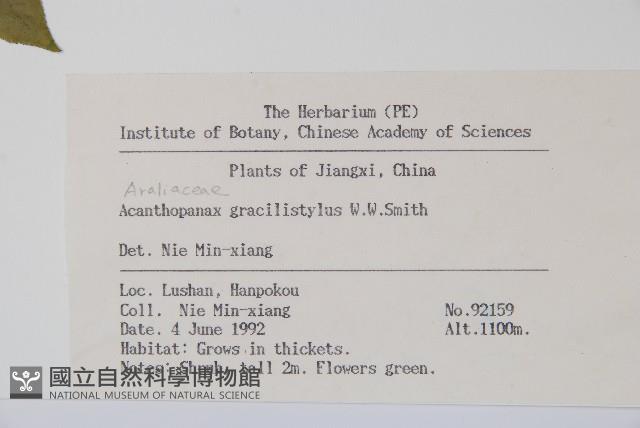 The Herbarium (PE)
Institute of Botany, Chinese Academy of Sciences
Plants of Jiangxi, China
Araliaceae
Acanthopanax gracilistylus W.W.Smith
Det. Nie Min-xiang
Loc. Lushan, Hanpokou
Coll. Nie Min-xiang No.92159
Date. 4 June 1992 Alt.1100m.
Habitat: Grows in thickets.
Notes: Shrub, tall 2m. Flowers green.
國立自然科學博物館
NATIONAL MUSEUM OF NATURAL SCIENCE